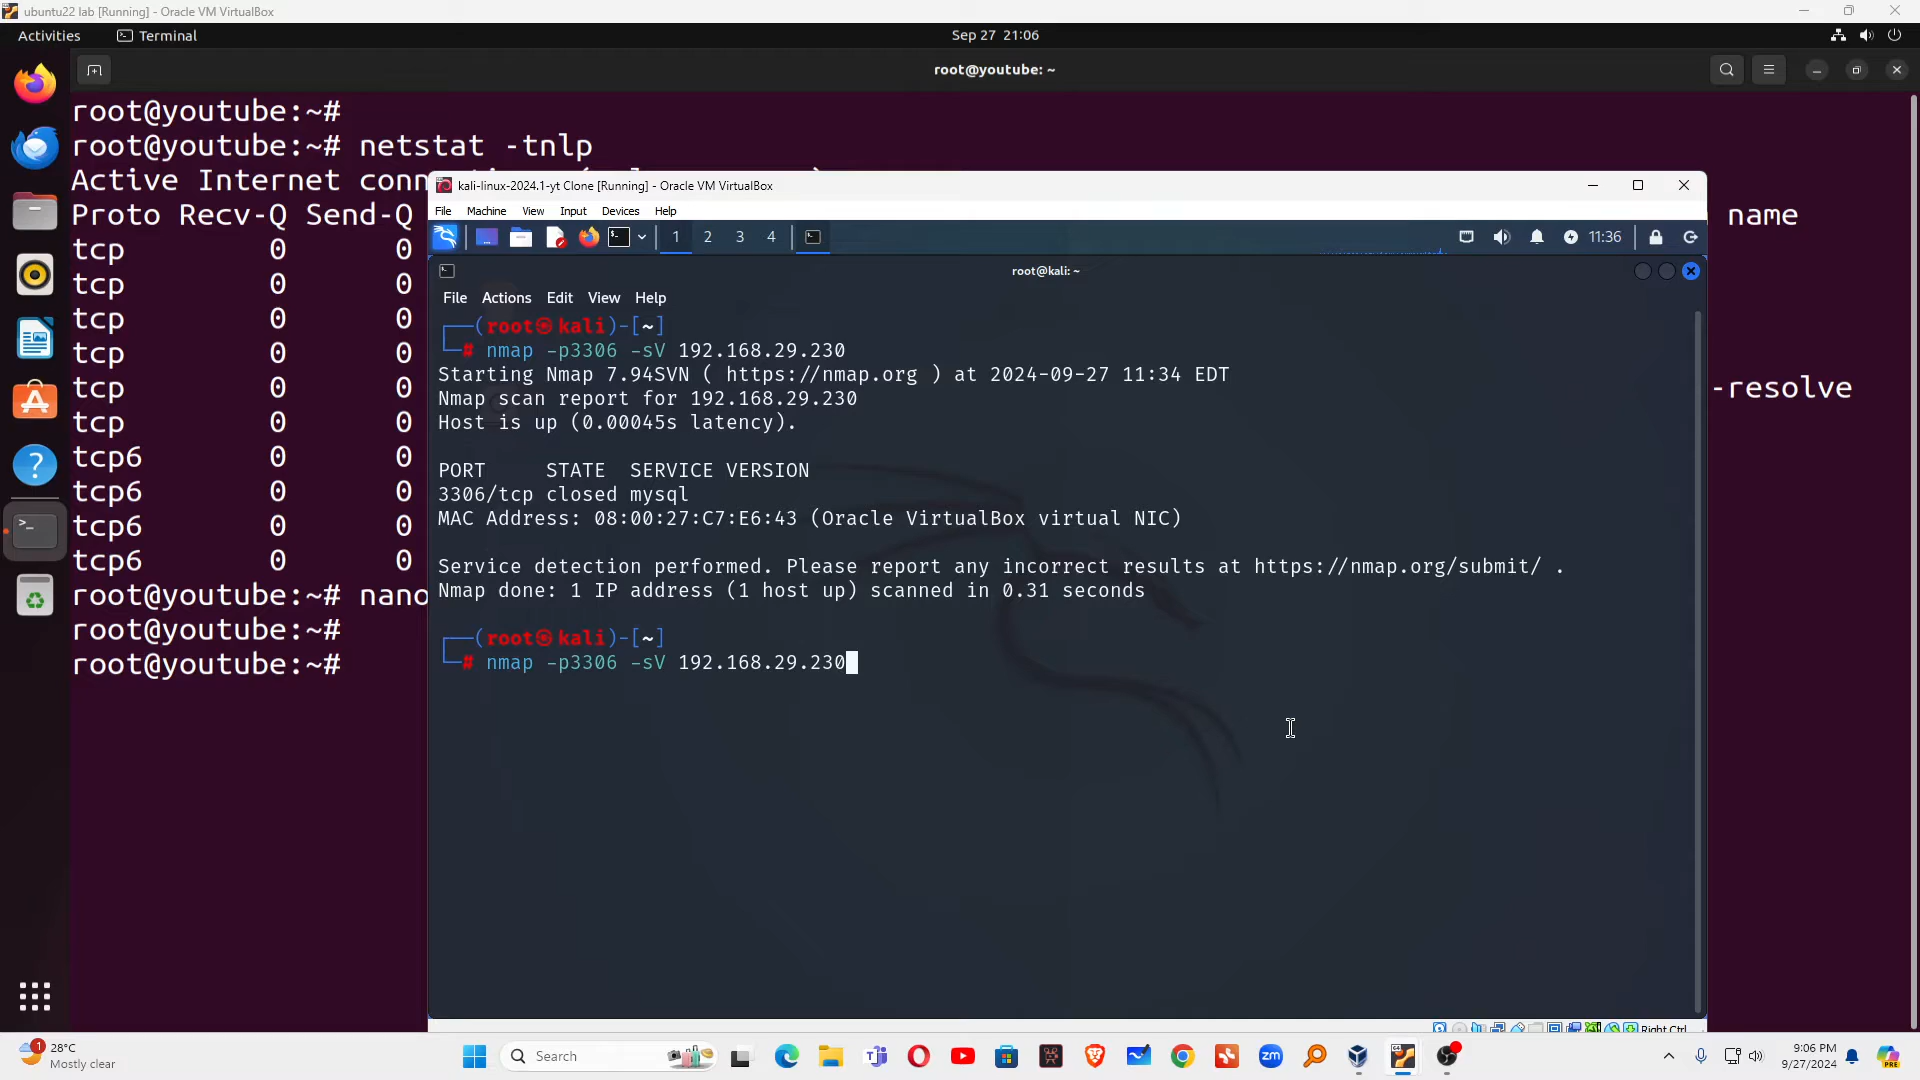 ubuntu22 lab [Running] - Oracle VM VirtualBox
Activities
Terminal
Sep 27 21:06
root@youtube: ~
root@youtube:~#
root@youtube:~# netstat -tnlp
Active Internet
Proto Recv-Q Send-Q
name
tcp 0 0
tcp 0 0
tcp 0 0
tcp 0 0
tcp 0 0
-resolve
tcp 0 0
tcp6 0 0
tcp6 0 0
tcp6 0 0
tcp6 0 0
root@youtube:~# nano
root@youtube:~#
root@youtube:~#
kali-linux-2024.1-yt Clone [Running] - Oracle VM VirtualBox
File Machine View Input Devices Help
1 2 3 4
11:36
root@kali: ~
File Actions Edit View Help
┌──(root㉿kali)-[~]
└─# nmap -p3306 -sV 192.168.29.230
Starting Nmap 7.94SVN ( https://nmap.org ) at 2024-09-27 11:34 EDT
Nmap scan report for 192.168.29.230
Host is up (0.00045s latency).
PORT STATE SERVICE VERSION
3306/tcp closed mysql
MAC Address: 08:00:27:C7:E6:43 (Oracle VirtualBox virtual NIC)
Service detection performed. Please report any incorrect results at https://nmap.org/submit/ .
Nmap done: 1 IP address (1 host up) scanned in 0.31 seconds
┌──(root㉿kali)-[~]
└─# nmap -p3306 -sV 192.168.29.230
Right Ctrl
1
28°C
Mostly clear
Search
zm
PRE
9:06 PM
9/27/2024